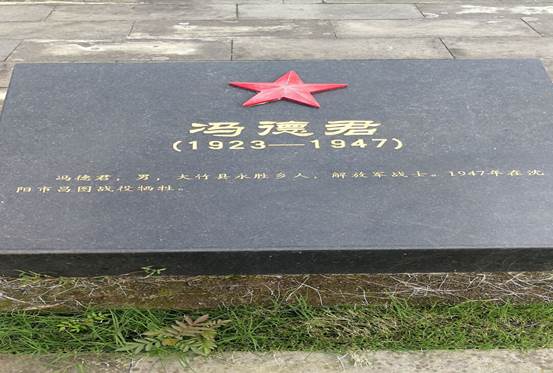 冯德君
(1923—1947)
冯德君，男，大竹县永胜乡人，解放军战士。1947年在沈
阳市昌图战役牺牲。